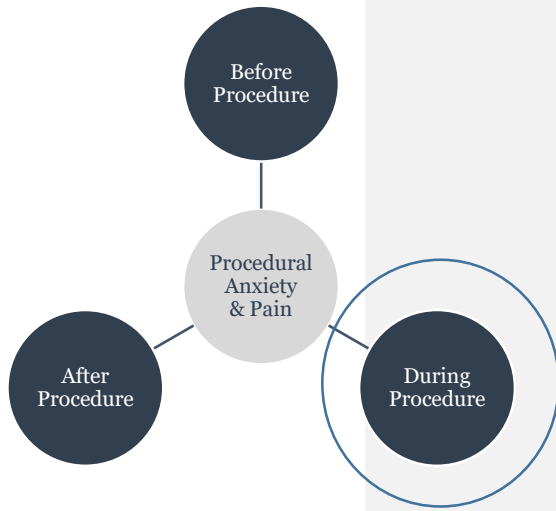 Before
Procedure
Procedural
Anxiety
& Pain
After
Procedure
During
Procedure